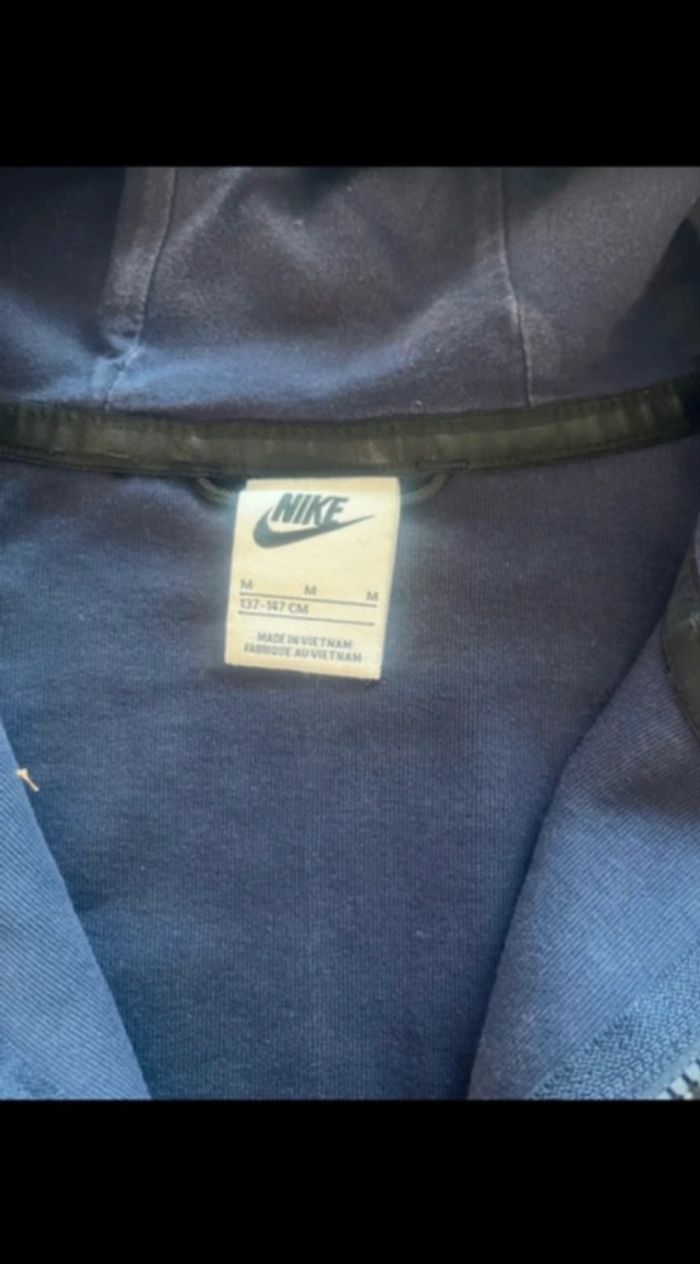 NIKE
M M M
137-147 CM
MADE IN VIETNAM
FABRIQUE AU VIETNAM